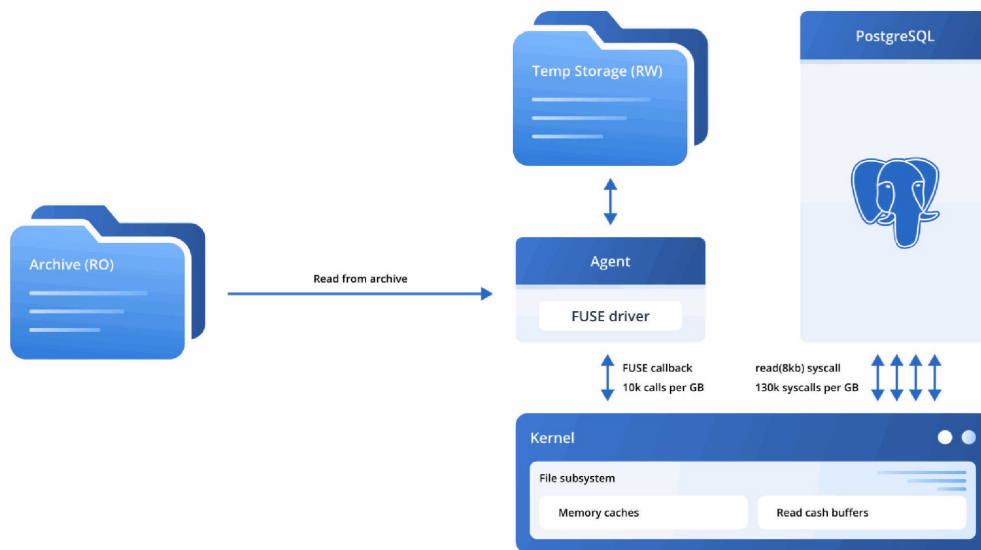 Temp Storage (RW)
PostgreSQL
Archive (RO)
Read from archive
Agent
FUSE driver
FUSE callback
10k calls per GB
read(8kb) syscall
130k syscalls per GB
Kernel
File subsystem
Memory caches
Read cash buffers